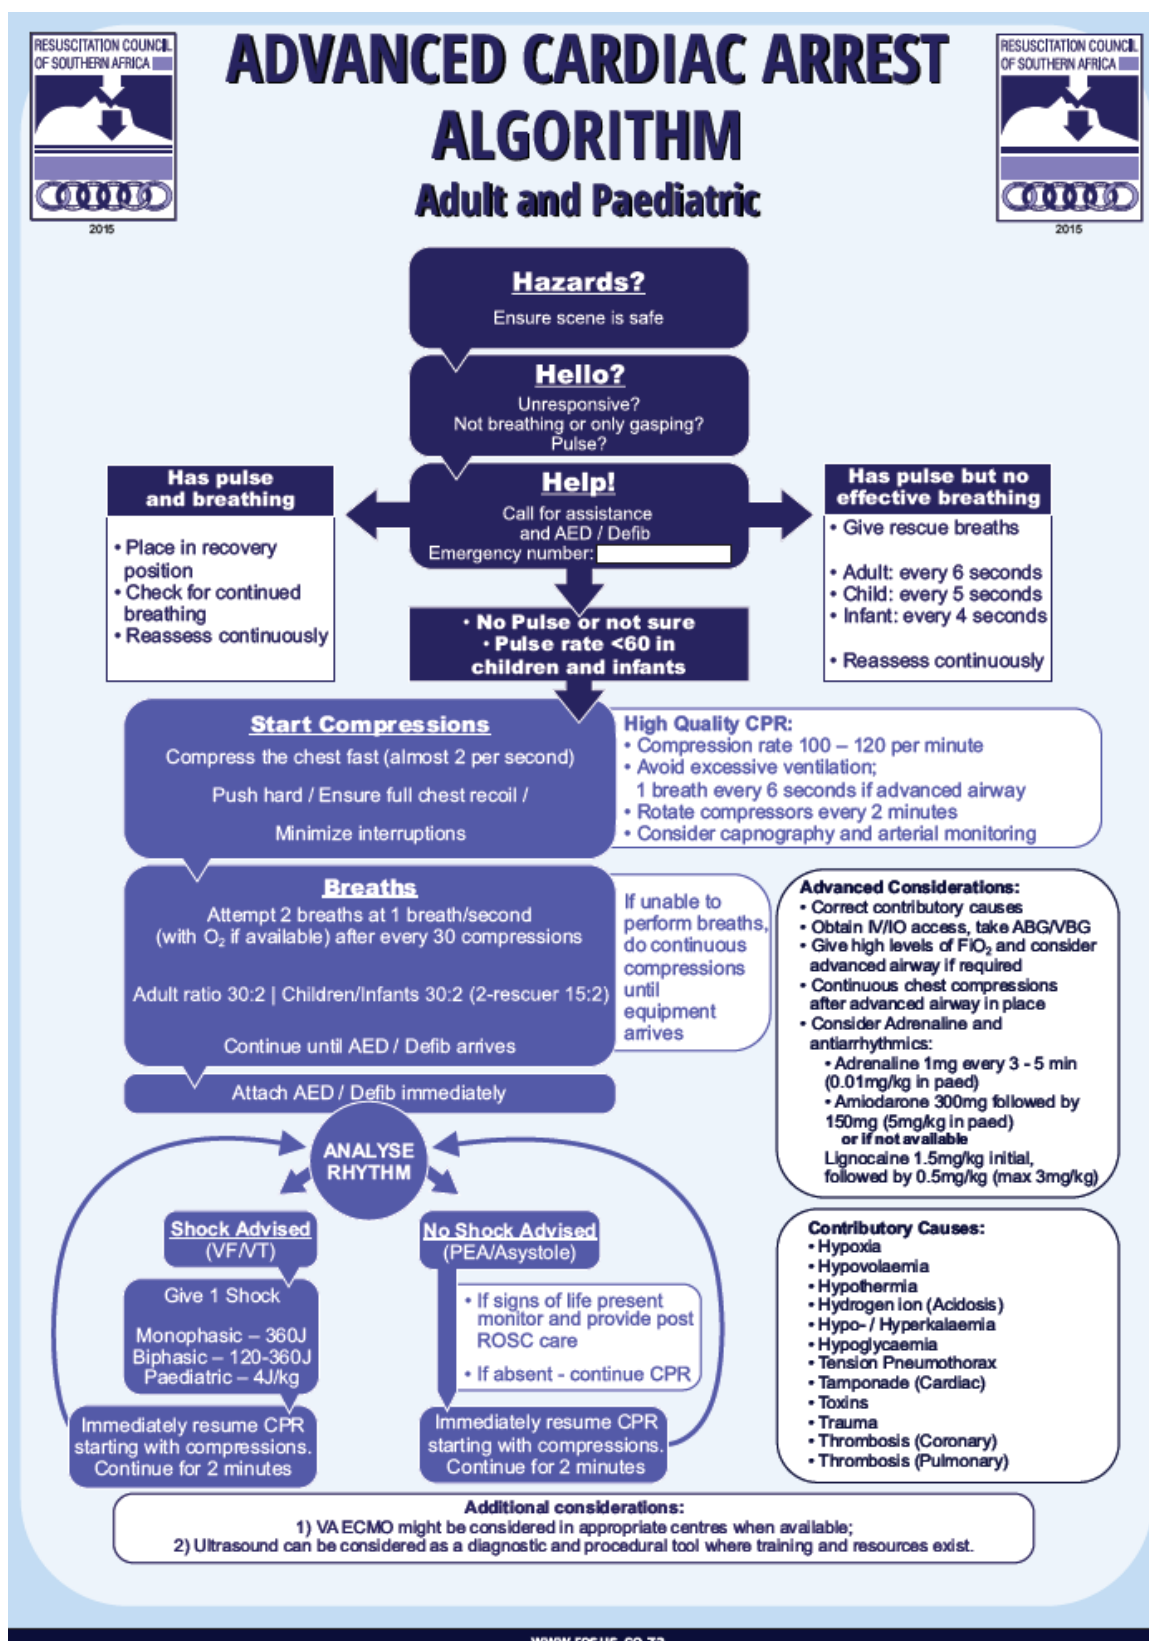 RESUSCITATION COUNCIL
OF SOUTHERN AFRICA
2015
ADVANCED CARDIAC ARREST
ALGORITHM
Adult and Paediatric
RESUSCITATION COUNCIL
OF SOUTHERN AFRICA
2015
Hazards?
Ensure scene is safe
Hello?
Unresponsive?
Not breathing or only gasping?
Pulse?
Help!
Call for assistance
and AED / Defib
Emergency number:
Has pulse
and breathing
• Place in recovery
position
• Check for continued
breathing
• Reassess continuously
Has pulse but no
effective breathing
• Give rescue breaths
• Adult: every 6 seconds
• Child: every 5 seconds
• Infant: every 4 seconds
• Reassess continuously
• No Pulse or not sure
• Pulse rate <60 in
children and infants
Start Compressions
Compress the chest fast (almost 2 per second)
Push hard / Ensure full chest recoil /
Minimize interruptions
High Quality CPR:
• Compression rate 100 – 120 per minute
• Avoid excessive ventilation;
1 breath every 6 seconds if advanced airway
• Rotate compressors every 2 minutes
• Consider capnography and arterial monitoring
Breaths
Attempt 2 breaths at 1 breath/second
(with O₂ if available) after every 30 compressions
Adult ratio 30:2 | Children/Infants 30:2 (2-rescuer 15:2)
Continue until AED / Defib arrives
If unable to
perform breaths,
do continuous
compressions
until
equipment
arrives
Attach AED / Defib immediately
ANALYSE
RHYTHM
Shock Advised
(VF/VT)
Give 1 Shock
Monophasic – 360J
Biphasic – 120-360J
Paediatric – 4J/kg
Immediately resume CPR
starting with compressions.
Continue for 2 minutes
No Shock Advised
(PEA/Asystole)
• If signs of life present
monitor and provide post
ROSC care
• If absent - continue CPR
Immediately resume CPR
starting with compressions.
Continue for 2 minutes
Advanced Considerations:
• Correct contributory causes
• Obtain IV/IO access, take ABG/VBG
• Give high levels of FiO₂ and consider
advanced airway if required
• Continuous chest compressions
after advanced airway in place
• Consider Adrenaline and
antiarrhythmics:
• Adrenaline 1mg every 3 - 5 min
(0.01mg/kg in paed)
• Amiodarone 300mg followed by
150mg (5mg/kg in paed)
or if not available
Lignocaine 1.5mg/kg initial,
followed by 0.5mg/kg (max 3mg/kg)
Contributory Causes:
• Hypoxia
• Hypovolaemia
• Hypothermia
• Hydrogen ion (Acidosis)
• Hypo- / Hyperkalaemia
• Hypoglycaemia
• Tension Pneumothorax
• Tamponade (Cardiac)
• Toxins
• Trauma
• Thrombosis (Coronary)
• Thrombosis (Pulmonary)
Additional considerations:
1) VA ECMO might be considered in appropriate centres when available;
2) Ultrasound can be considered as a diagnostic and procedural tool where training and resources exist.